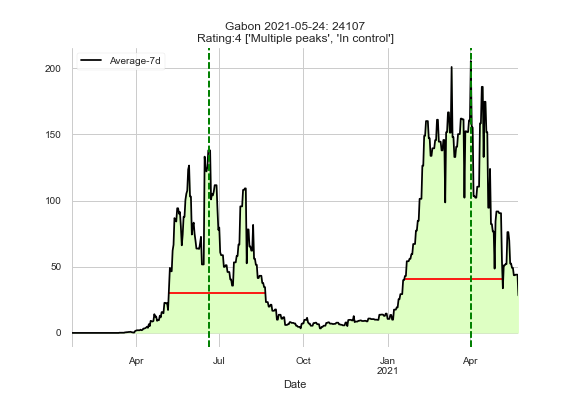 Gabon 2021-05-24: 24107
Rating:4 ['Multiple peaks', 'In control']
Average-7d
200
150
100
50
0
Apr
Jul
Oct
Jan
2021
Apr
Date